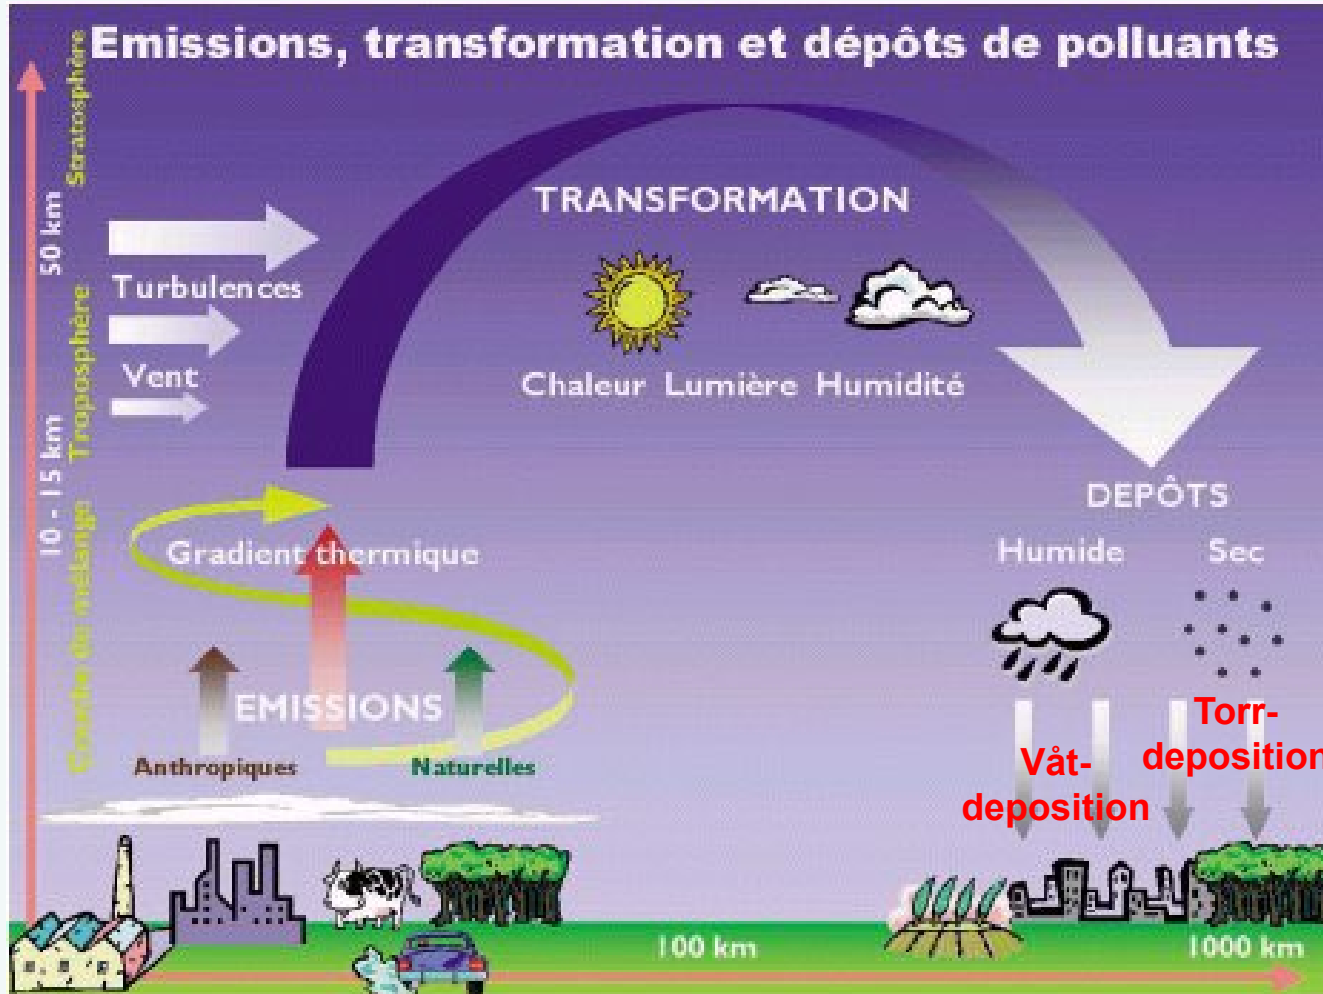 Emissions, transformation et dépôts de polluants
Stratosphère
50 km
Troposphère
10 - 15 km
Couche de mélange
Turbulences
Vent
TRANSFORMATION
Chaleur Lumière Humidité
Gradient thermique
EMISSIONS
Anthropiques
Naturelles
DEPÔTS
Humide
Sec
Våt-
deposition
Torr-
deposition
100 km
1000 km